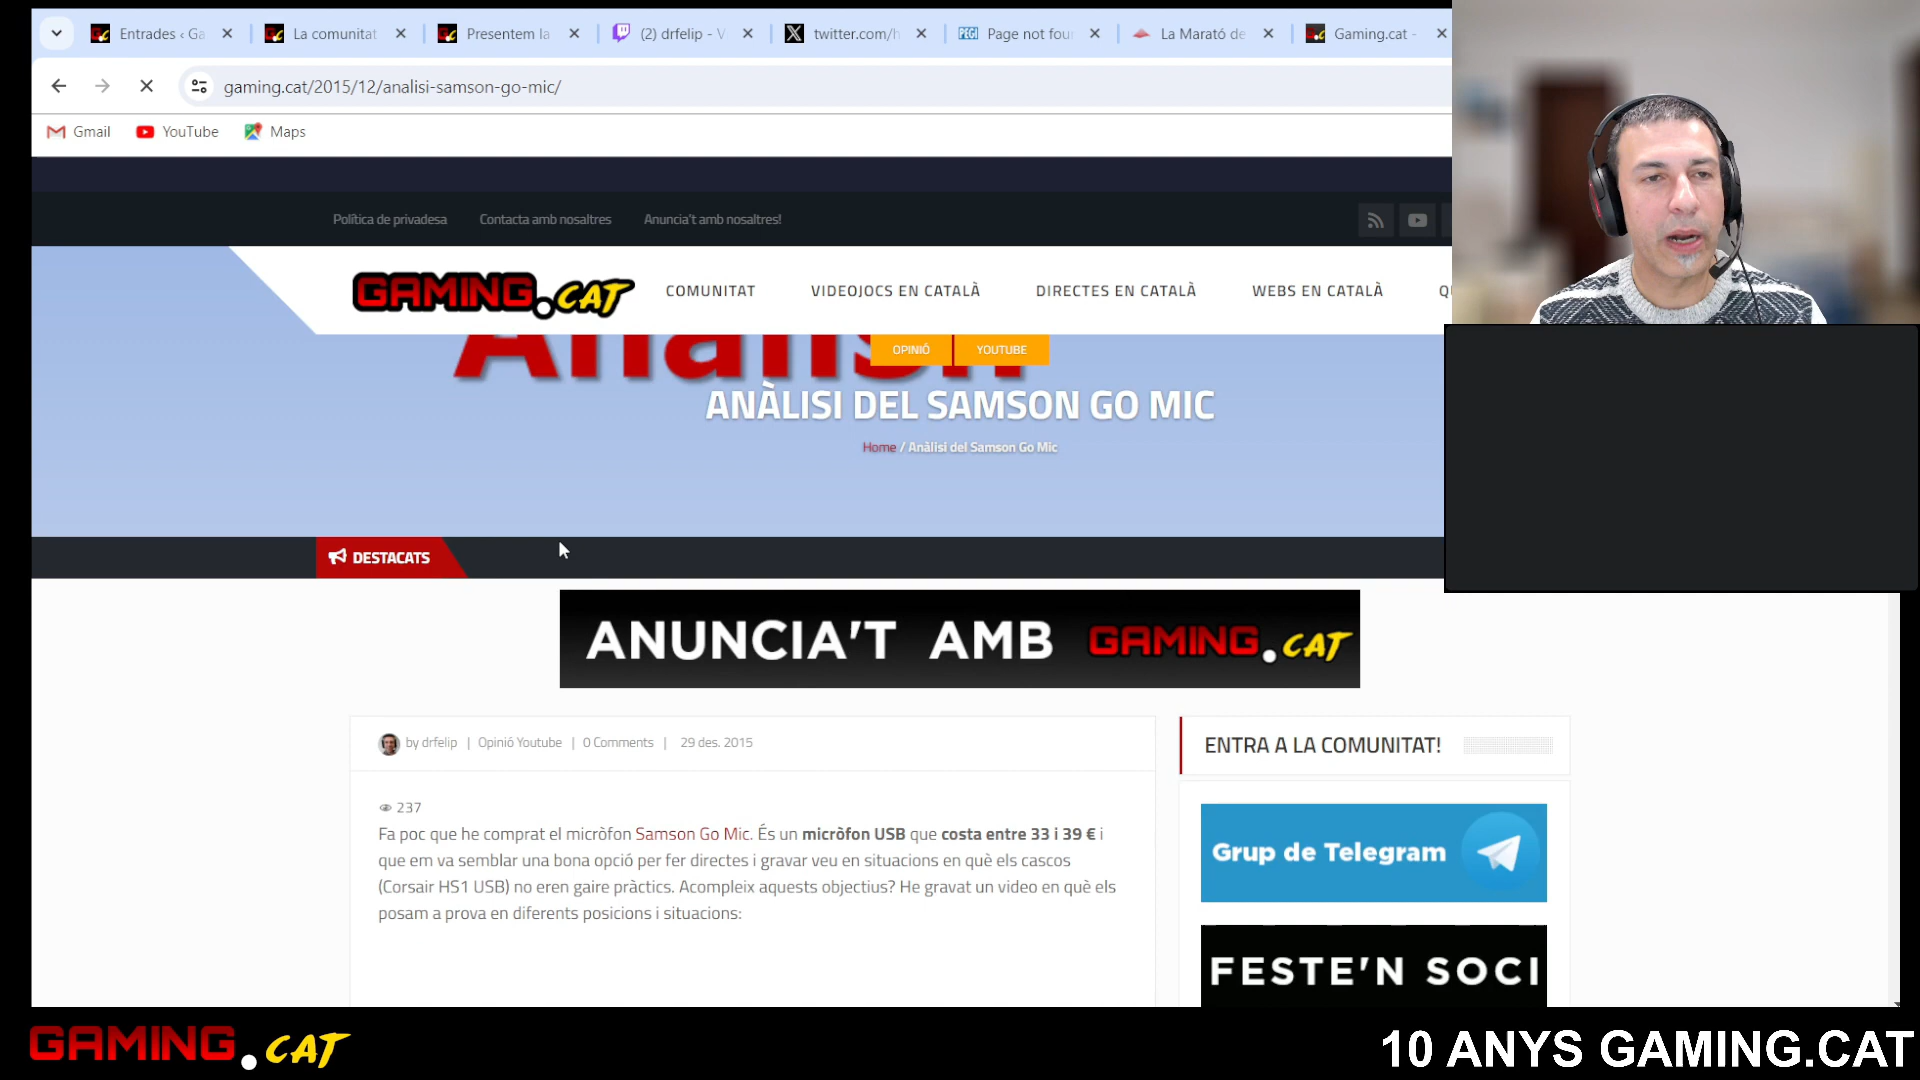 Entrades ‹ Ga
La comunitat
Presentem la
(2) drfelip - V
twitter.com/h
PEGI Page not foun
La Marató de
Gaming.cat -
gaming.cat/2015/12/analisi-samson-go-mic/
Gmail
YouTube
Maps
Política de privadesa
Contacta amb nosaltres
Anuncia't amb nosaltres!
GAMING.CAT
COMUNITAT
VIDEOJOCS EN CATALÀ
DIRECTES EN CATALÀ
WEBS EN CATALÀ
OPINIÓ
YOUTUBE
ANÀLISI DEL SAMSON GO MIC
Home / Anàlisi del Samson Go Mic
DESTACATS
ANUNCIA'T AMB GAMING.CAT
by drfelip | Opinió Youtube | 0 Comments | 29 des. 2015
237
Fa poc que he comprat el micròfon Samson Go Mic. És un micròfon USB que costa entre 33 i 39 € i
que em va semblar una bona opció per fer directes i gravar veu en situacions en què els cascos
(Corsair HS1 USB) no eren gaire pràctics. Acompleix aquests objectius? He gravat un video en què els
posam a prova en diferents posicions i situacions:
ENTRA A LA COMUNITAT!
Grup de Telegram
FESTE'N SOCI
GAMING.CAT
10 ANYS GAMING.CAT